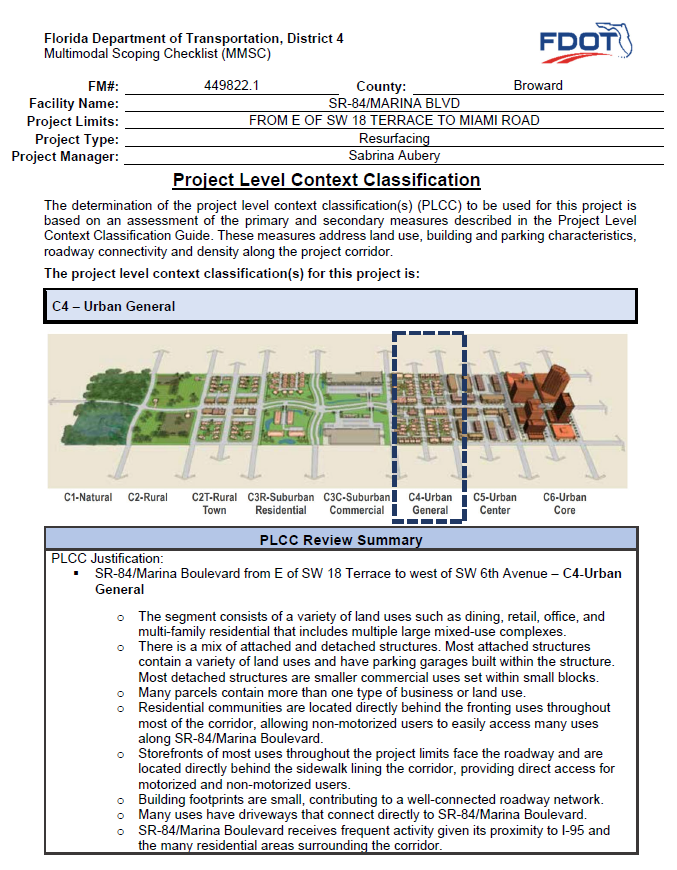 Florida Department of Transportation, District 4
Multimodal Scoping Checklist (MMSC)
FDOT
FM#: 449822.1 County: Broward
Facility Name: SR-84/MARINA BLVD
Project Limits: FROM E OF SW 18 TERRACE TO MIAMI ROAD
Project Type: Resurfacing
Project Manager: Sabrina Aubery
Project Level Context Classification
The determination of the project level context classification(s) (PLCC) to be used for this project is
based on an assessment of the primary and secondary measures described in the Project Level
Context Classification Guide. These measures address land use, building and parking characteristics,
roadway connectivity and density along the project corridor.
The project level context classification(s) for this project is:
C4 – Urban General
C1-Natural C2-Rural C2T-Rural C3R-Suburban C3C-Suburban C4-Urban C5-Urban C6-Urban
Town Residential Commercial General Center Core
PLCC Review Summary
PLCC Justification:
▪ SR-84/Marina Boulevard from E of SW 18 Terrace to west of SW 6th Avenue – C4-Urban
General
o The segment consists of a variety of land uses such as dining, retail, office, and
multi-family residential that includes multiple large mixed-use complexes.
o There is a mix of attached and detached structures. Most attached structures
contain a variety of land uses and have parking garages built within the structure.
Most detached structures are smaller commercial uses set within small blocks.
o Many parcels contain more than one type of business or land use.
o Residential communities are located directly behind the fronting uses throughout
most of the corridor, allowing non-motorized users to easily access many uses
along SR-84/Marina Boulevard.
o Storefronts of most uses throughout the project limits face the roadway and are
located directly behind the sidewalk lining the corridor, providing direct access for
motorized and non-motorized users.
o Building footprints are small, contributing to a well-connected roadway network.
o Many uses have driveways that connect directly to SR-84/Marina Boulevard.
o SR-84/Marina Boulevard receives frequent activity given its proximity to I-95 and
the many residential areas surrounding the corridor.